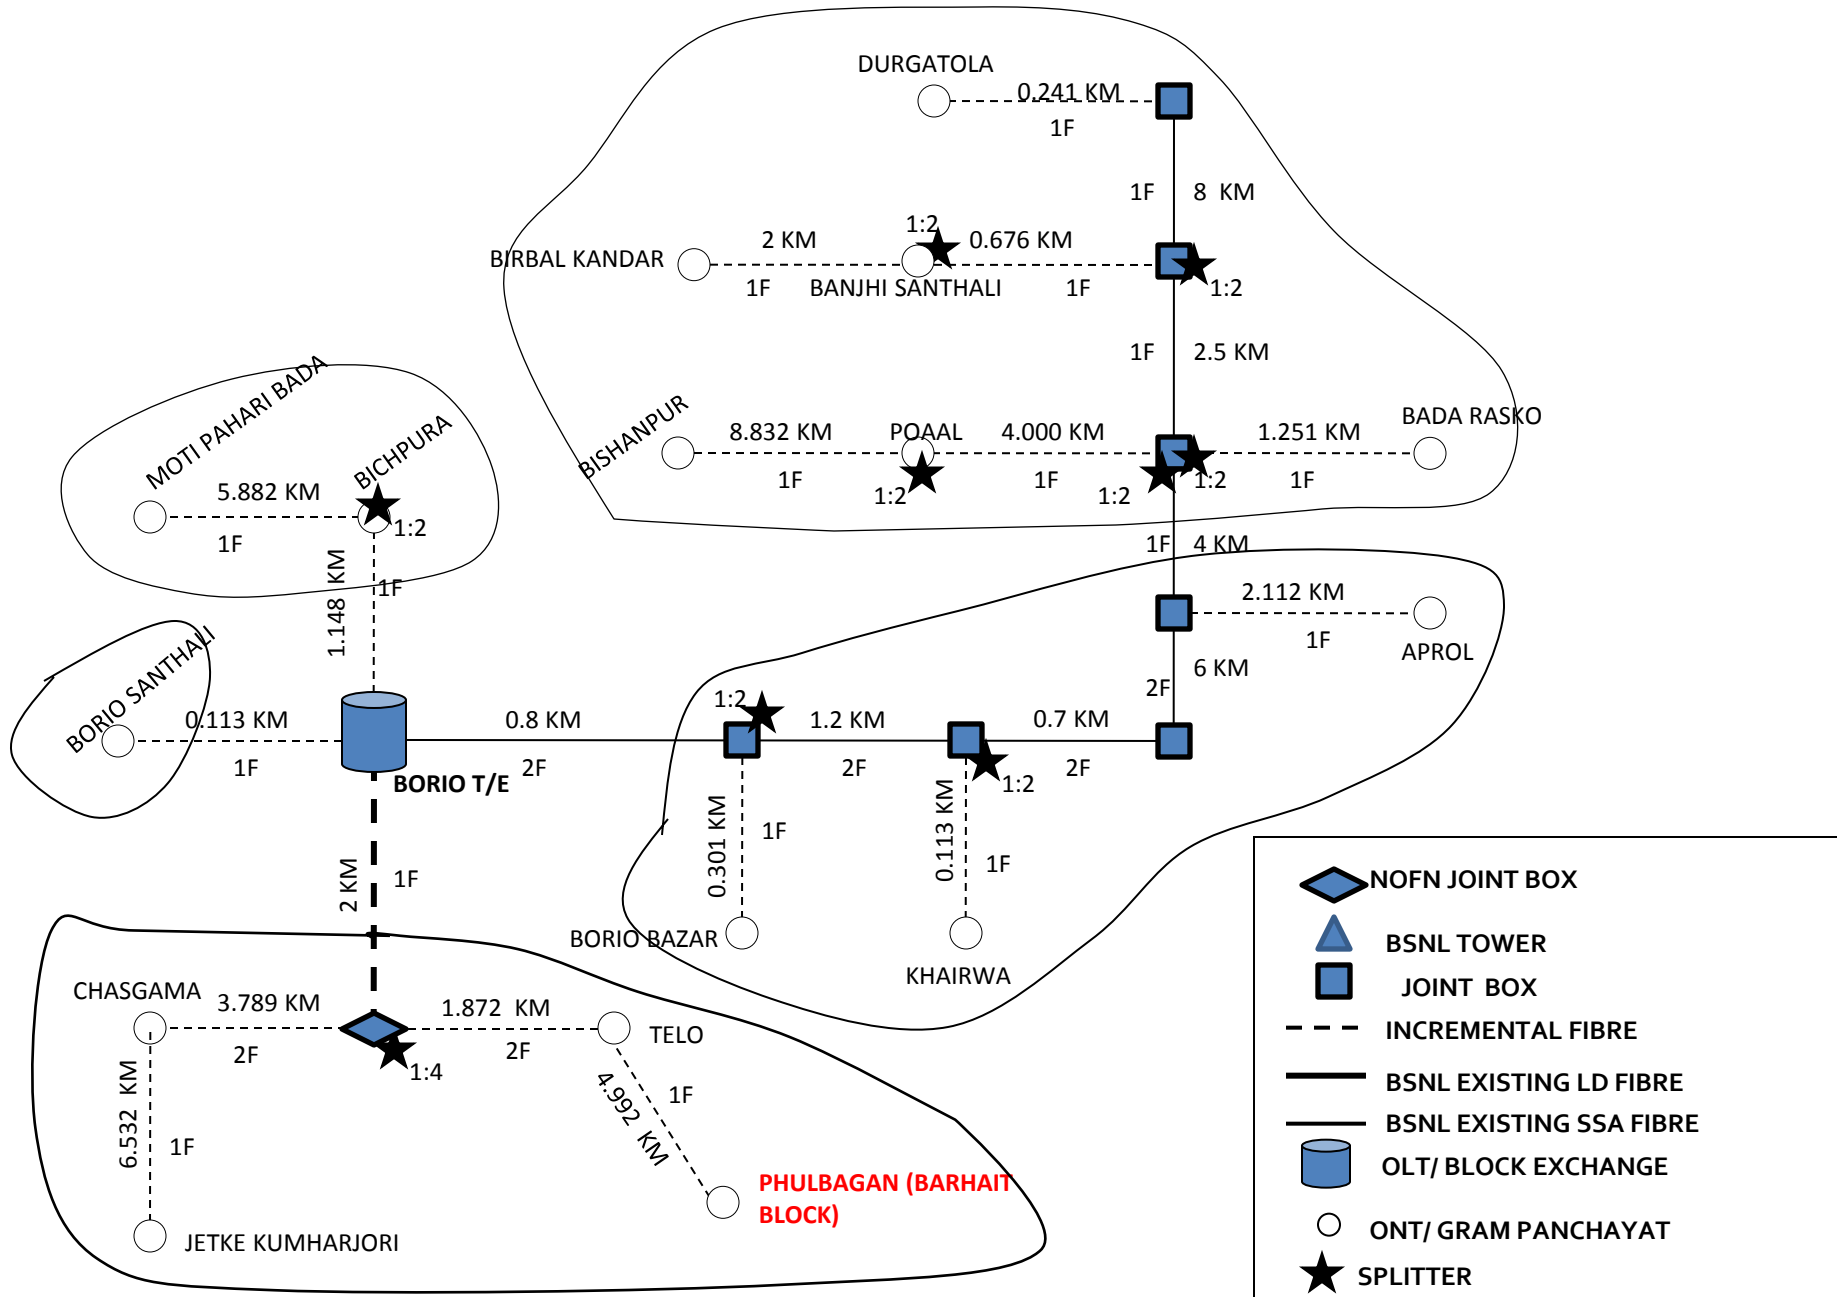 DURGATOLA
0.241 KM
1F
1F
8 KM
1:2
2 KM
0.676 KM
BIRBAL KANDAR
1F
BANJHI SANTHALI
1F
1:2
1F
2.5 KM
MOTI PAHARI BADA
BICHPURA
BISHANPUR
8.832 KM
POAAL
4.000 KM
1.251 KM
BADA RASKO
1F
1:2
1F
1:2
1:2
1F
5.882 KM
1F
1:2
1.148 KM
1F
1F
4 KM
2.112 KM
1F
APROL
6 KM
2F
BORIO SANTHALI
0.113 KM
1F
BORIO T/E
0.8 KM
2F
1:2
1.2 KM
2F
0.7 KM
2F
1:2
0.301 KM
1F
0.113 KM
1F
BORIO BAZAR
KHAIRWA
2 KM
1F
CHASGAMA
3.789 KM
2F
1.872 KM
2F
TELO
1:4
6.532 KM
1F
4.992 KM
1F
JETKE KUMHARJORI
PHULBAGAN (BARHAIT
BLOCK)
NOFN JOINT BOX
BSNL TOWER
JOINT BOX
INCREMENTAL FIBRE
BSNL EXISTING LD FIBRE
BSNL EXISTING SSA FIBRE
OLT/ BLOCK EXCHANGE
ONT/ GRAM PANCHAYAT
SPLITTER